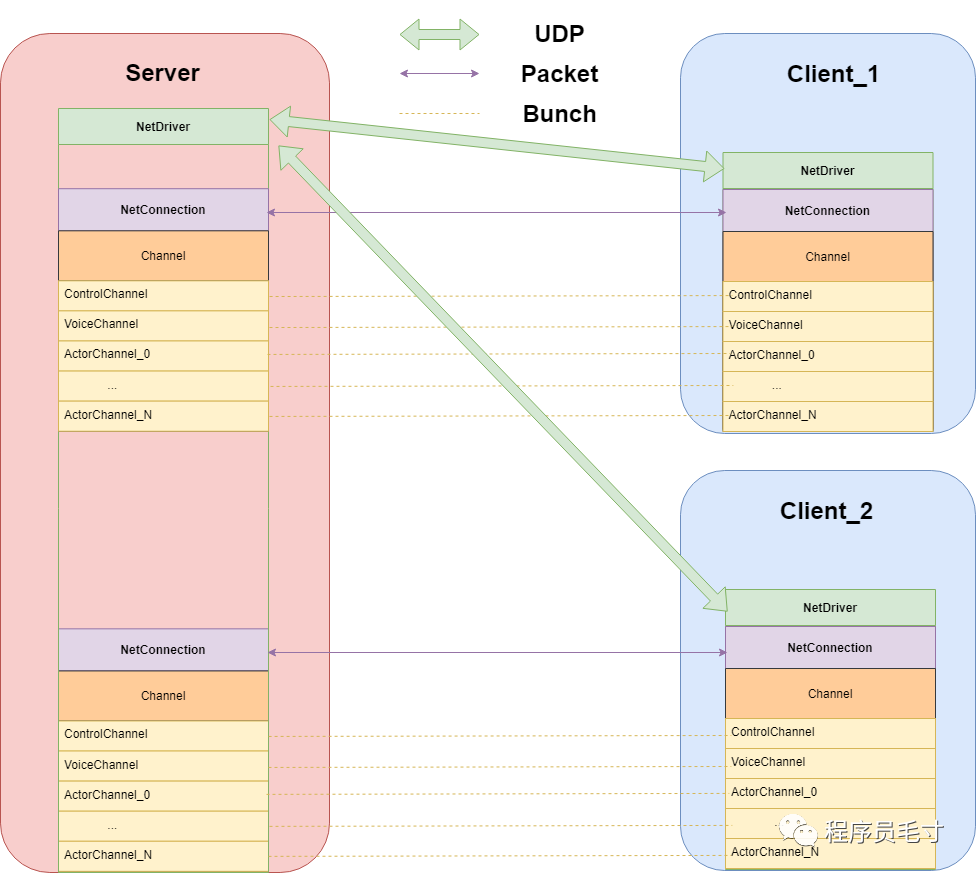 UDP
Packet
Bunch
Server
NetDriver
NetConnection
Channel
ControlChannel
VoiceChannel
ActorChannel_0
...
ActorChannel_N
NetConnection
Channel
ControlChannel
VoiceChannel
ActorChannel_0
...
ActorChannel_N
Client_1
NetDriver
NetConnection
Channel
ControlChannel
VoiceChannel
ActorChannel_0
...
ActorChannel_N
Client_2
NetDriver
NetConnection
Channel
ControlChannel
VoiceChannel
ActorChannel_0
ActorChannel_N
程序员毛寸